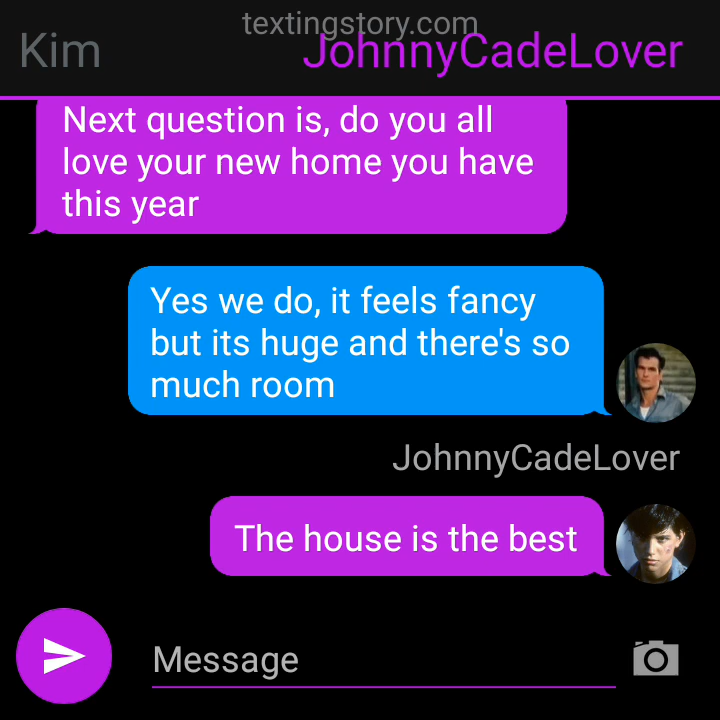 textingstory.com
Kim
JohnnyCadeLover
Next question is, do you all
love your new home you have
this year
Yes we do, it feels fancy
but its huge and there's so
much room
JohnnyCadeLover
The house is the best
Message